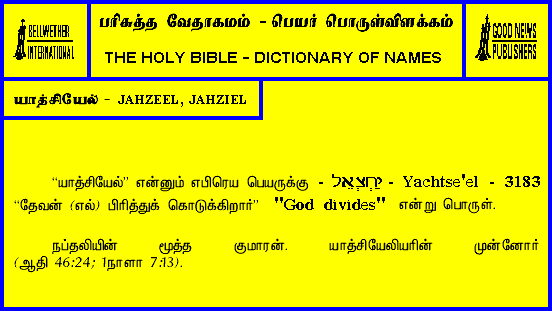 BELLWETHER
INTERNATIONAL
பரிசுத்த வேதாகமம் - பெயர் பொருள்விளக்கம்
THE HOLY BIBLE - DICTIONARY OF NAMES
GOOD NEWS
PUBLISHERS
யாத்சியேல் - JAHZEEL, JAHZIEL
“யாத்சியேல்” என்னும் எபிரெய பெயருக்கு - יַחְצְאֵל - Yachtse'el - 3183
“தேவன் (எல்) பிரித்துக் கொடுக்கிறார்” "God divides" என்று பொருள்.
நப்தலியின் மூத்த குமாரன். யாத்சியேலியரின் முன்னோர்
(ஆதி 46:24; 1நாளா 7:13).